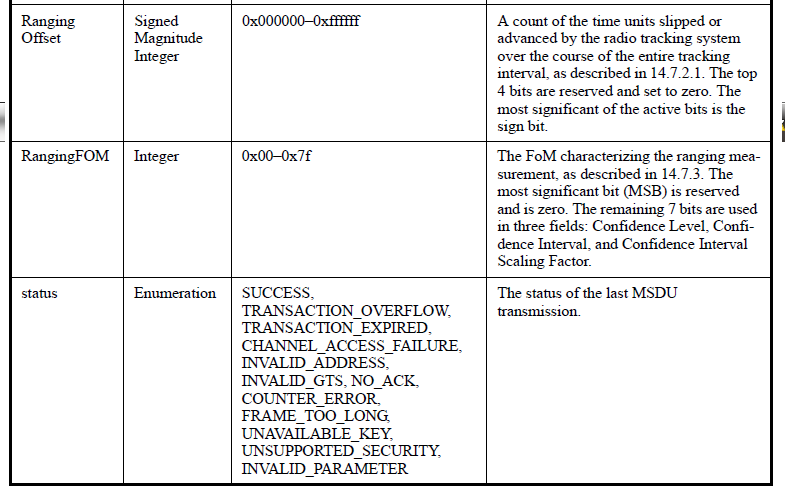 Ranging
Offset
Signed
Magnitude
Integer
0x000000–0xffffff
A count of the time units slipped or
advanced by the radio tracking system
over the course of the entire tracking
interval, as described in 14.7.2.1. The top
4 bits are reserved and set to zero. The
most significant of the active bits is the
sign bit.
RangingFOM
Integer
0x00–0x7f
The FoM characterizing the ranging mea-
surement, as described in 14.7.3. The
most significant bit (MSB) is reserved
and is zero. The remaining 7 bits are used
in three fields: Confidence Level, Confi-
dence Interval, and Confidence Interval
Scaling Factor.
status
Enumeration
SUCCESS,
TRANSACTION_OVERFLOW,
TRANSACTION_EXPIRED,
CHANNEL_ACCESS_FAILURE,
INVALID_ADDRESS,
INVALID_GTS, NO_ACK,
COUNTER_ERROR,
FRAME_TOO_LONG,
UNAVAILABLE_KEY,
UNSUPPORTED_SECURITY,
INVALID_PARAMETER
The status of the last MSDU
transmission.